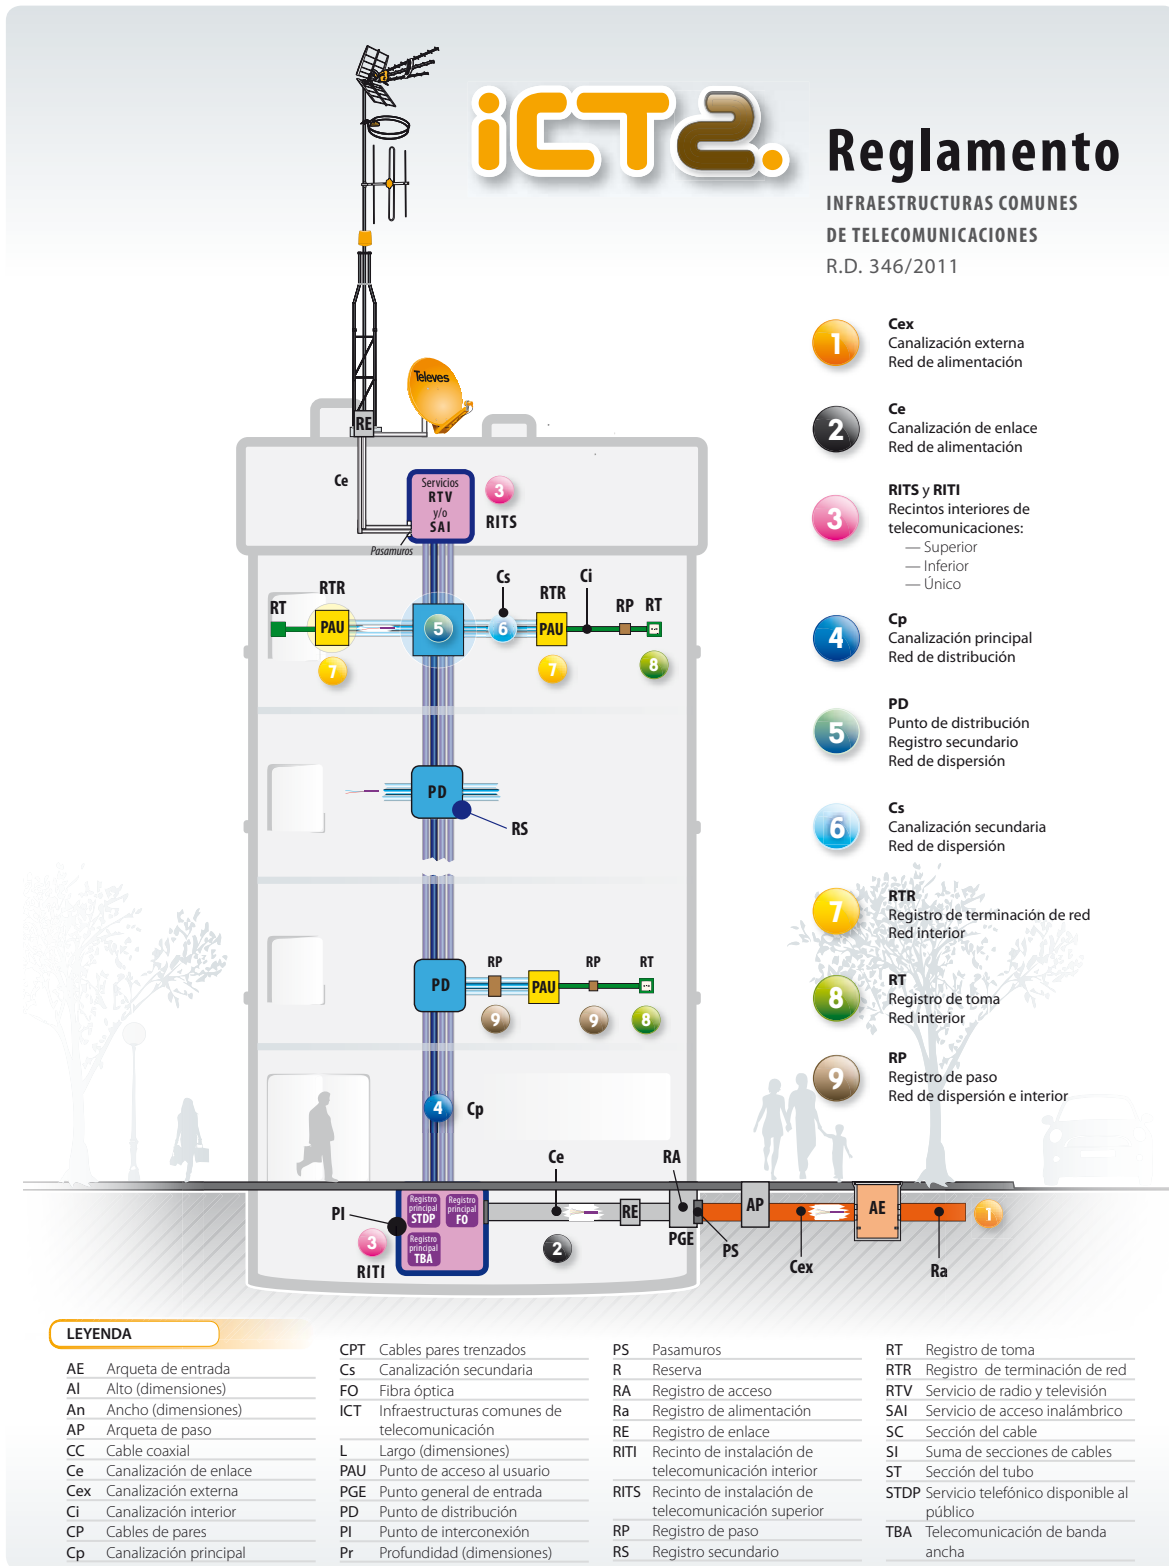 iCT2.
Reglamento
INFRAESTRUCTURAS COMUNES
DE TELECOMUNICACIONES
R.D. 346/2011
1
Cex
Canalización externa
Red de alimentación
2
Ce
Canalización de enlace
Red de alimentación
3
RITS y RITI
Recintos interiores de
telecomunicaciones:
— Superior
— Inferior
— Único
4
Cp
Canalización principal
Red de distribución
5
PD
Punto de distribución
Registro secundario
Red de dispersión
6
Cs
Canalización secundaria
Red de dispersión
7
RTR
Registro de terminación de red
Red interior
8
RT
Registro de toma
Red interior
9
RP
Registro de paso
Red de dispersión e interior
Televes
RE
Ce
Servicios
RTV
y/o
SAI
3
RITS
Pasamuros
RT
RTR
Cs
RTR
Ci
RP
RT
PAU
5
6
PAU
7
7
8
PD
RS
RP
RP
RT
PD
PAU
9
9
8
4
Cp
Ce
RA
PI
Registro
principal
STDP
Registro
principal
FO
Registro
principal
TBA
3
RITI
2
RE
PGE
PS
AP
Cex
AE
Ra
1
LEYENDA
AE Arqueta de entrada
Al Alto (dimensiones)
An Ancho (dimensiones)
AP Arqueta de paso
CC Cable coaxial
Ce Canalización de enlace
Cex Canalización externa
Ci Canalización interior
CP Cables de pares
Cp Canalización principal
CPT Cables pares trenzados
Cs Canalización secundaria
FO Fibra óptica
ICT Infraestructuras comunes de
telecomunicación
L Largo (dimensiones)
PAU Punto de acceso al usuario
PGE Punto general de entrada
PD Punto de distribución
PI Punto de interconexión
Pr Profundidad (dimensiones)
PS Pasamuros
R Reserva
RA Registro de acceso
Ra Registro de alimentación
RE Registro de enlace
RITI Recinto de instalación de
telecomunicación interior
RITS Recinto de instalación de
telecomunicación superior
RP Registro de paso
RS Registro secundario
RT Registro de toma
RTR Registro de terminación de red
RTV Servicio de radio y televisión
SAI Servicio de acceso inalámbrico
SC Sección del cable
SI Suma de secciones de cables
ST Sección del tubo
STDP Servicio telefónico disponible al
público
TBA Telecomunicación de banda
ancha